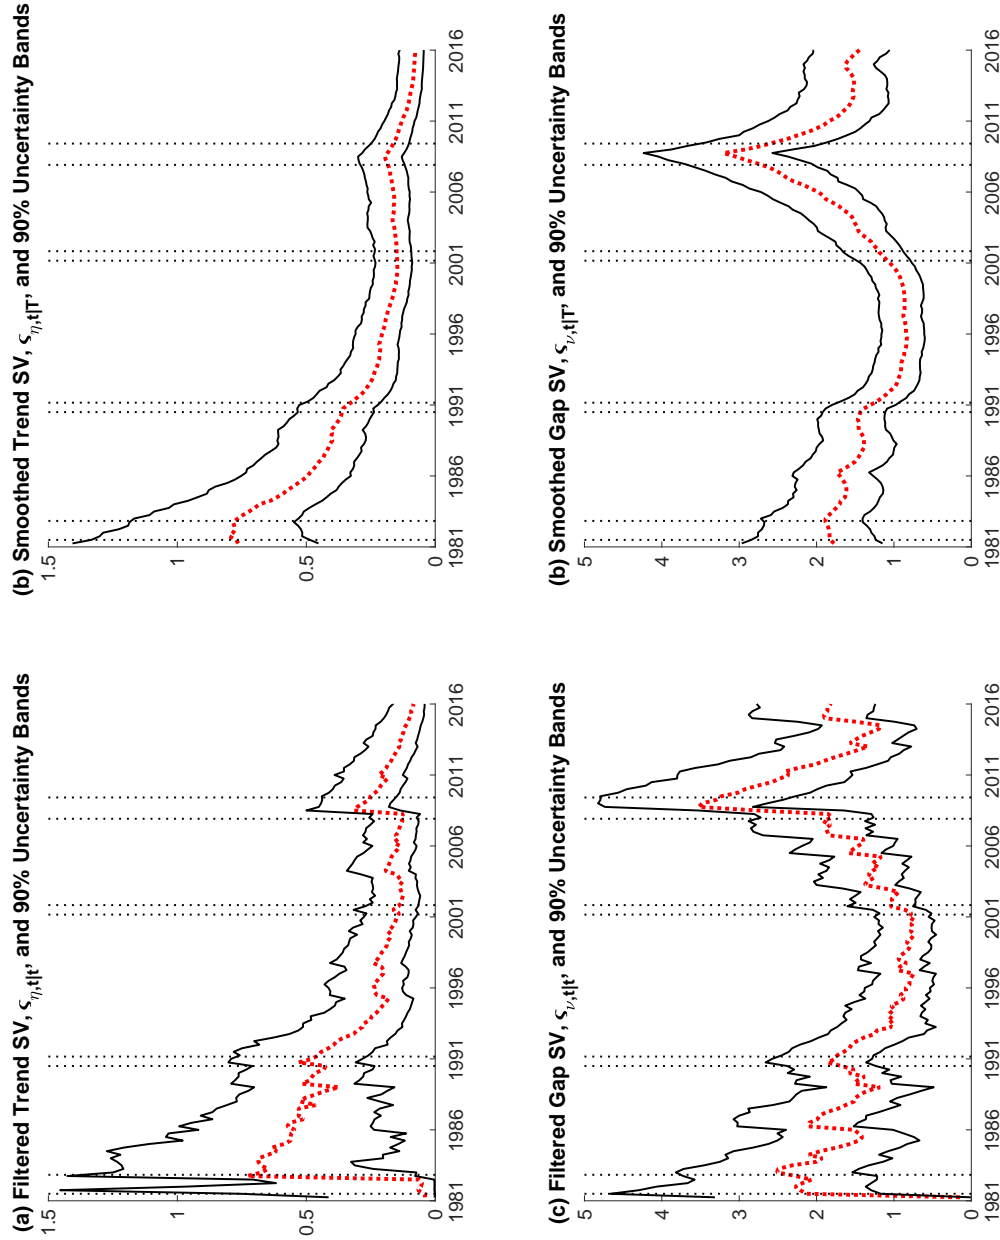 (a) Filtered Trend SV, ς_{η,t|t}, and 90% Uncertainty Bands
1.5
1
0.5
0
1981 1986 1991 1996 2001 2006 2011 2016
(b) Smoothed Trend SV, ς_{η,t|T}, and 90% Uncertainty Bands
1.5
1
0.5
0
1981 1986 1991 1996 2001 2006 2011 2016
(c) Filtered Gap SV, ς_{ν,t|t}, and 90% Uncertainty Bands
5
4
3
2
1
0
1981 1986 1991 1996 2001 2006 2011 2016
(b) Smoothed Gap SV, ς_{ν,t|T}, and 90% Uncertainty Bands
5
4
3
2
1
0
1981 1986 1991 1996 2001 2006 2011 2016